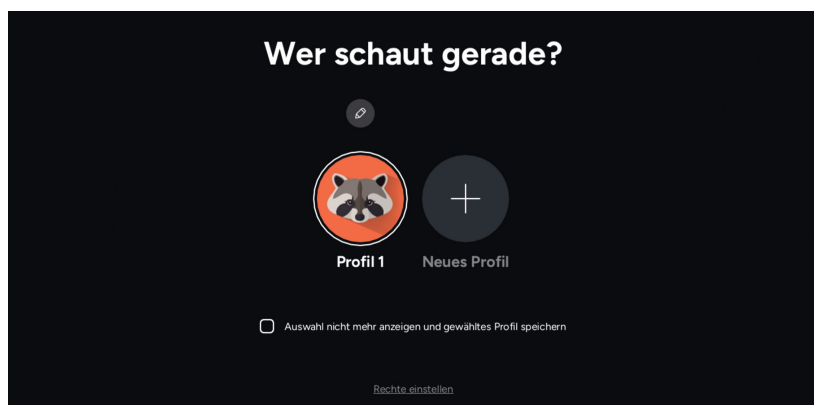 Wer schaut gerade?
Profil 1
Neues Profil
Auswahl nicht mehr anzeigen und gewähltes Profil speichern
Rechte einstellen